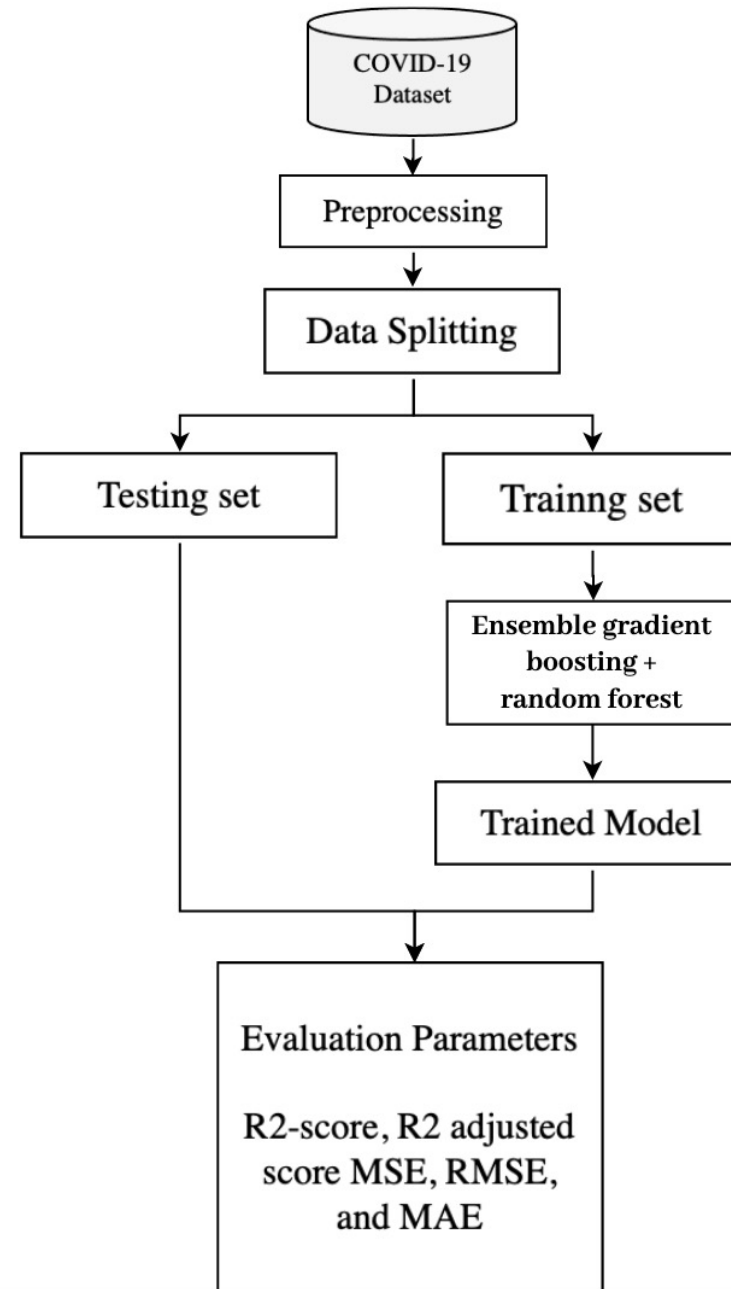 COVID-19
Dataset
Preprocessing
Data Splitting
Testing set
Trainng set
Ensemble gradient
boosting +
random forest
Trained Model
Evaluation Parameters
R2-score, R2 adjusted
score MSE, RMSE,
and MAE